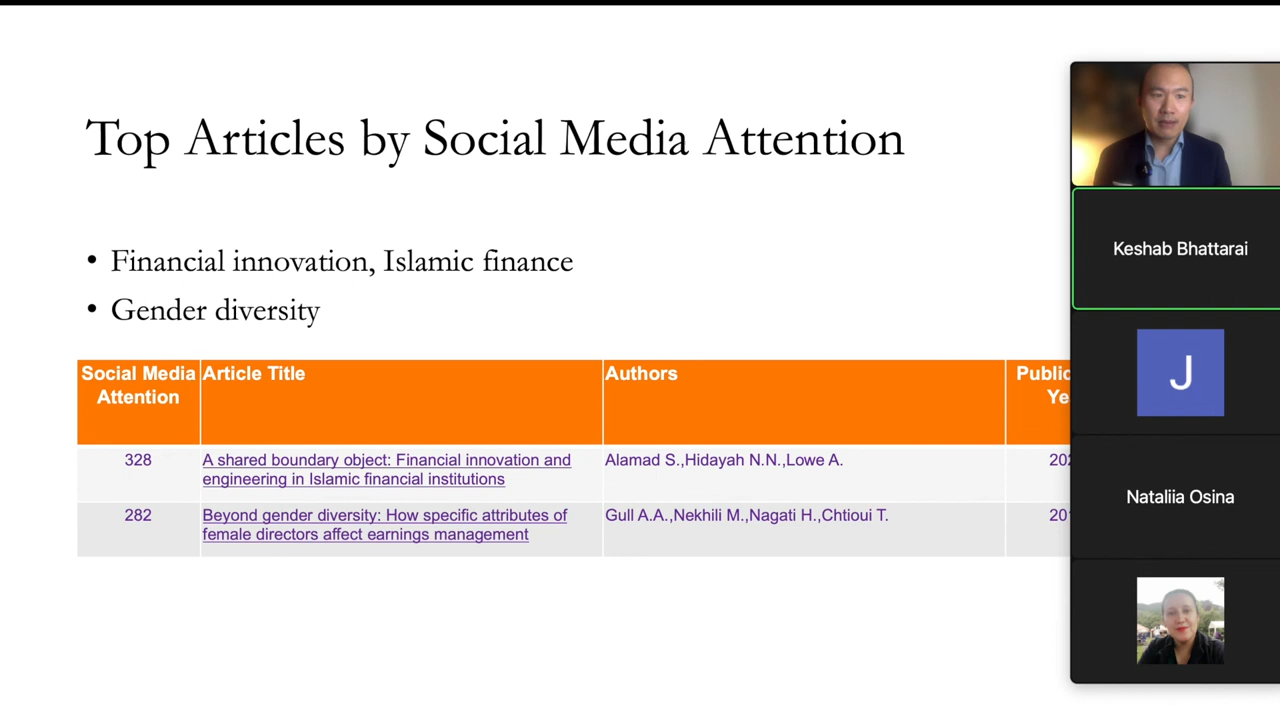 Top Articles by Social Media Attention
• Financial innovation, Islamic finance
• Gender diversity
Social Media Attention
Article Title
Authors
328
A shared boundary object: Financial innovation and
engineering in Islamic financial institutions
Alamad S.,Hidayah N.N.,Lowe A.
282
Beyond gender diversity: How specific attributes of
female directors affect earnings management
Gull A.A.,Nekhili M.,Nagati H.,Chtioui T.
Keshab Bhattarai
J
Nataliia Osina